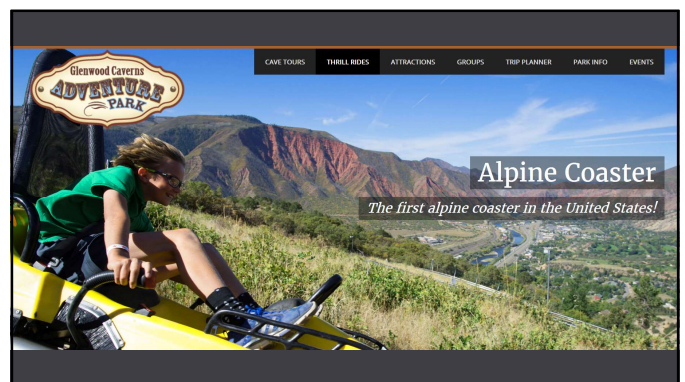 Glenwood Caverns
ADVENTURE
PARK
CAVE TOURS THRILL RIDES ATTRACTIONS GROUPS TRIP PLANNER PARK INFO EVENTS
Alpine Coaster
The first alpine coaster in the United States!